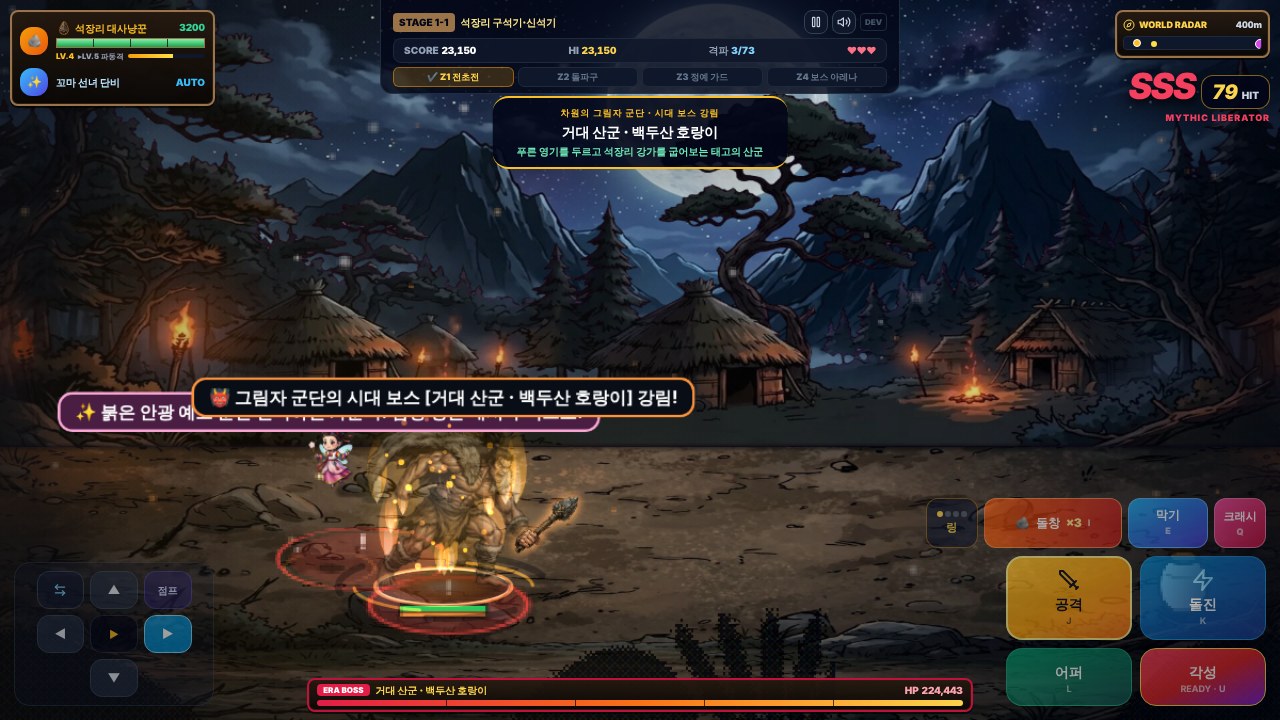 석장리 대사냥꾼 3200
LV.4 ▸LV.5 파동격
꼬마 선녀 단비 AUTO
STAGE 1-1 석장리 구석기·신석기
DEV
SCORE 23,150 HI 23,150 격파 3/73
✓ Z1 전초전 Z2 돌파구 Z3 정예 가드 Z4 보스 아레나
차원의 그림자 군단 · 시대 보스 강림
거대 산군 · 백두산 호랑이
푸른 영기를 두르고 석장리 강가를 굽어보는 태고의 산군
WORLD RADAR 400m
SSS 79 HIT
MYTHIC LIBERATOR
그림자 군단의 시대 보스 [거대 산군 · 백두산 호랑이] 강림!
붉은 안광
링
돌창 ×3
막기
E
크래시
Q
공격
J
돌진
K
어퍼
L
각성
READY · U
점프
ERA BOSS 거대 산군 · 백두산 호랑이 HP 224,443